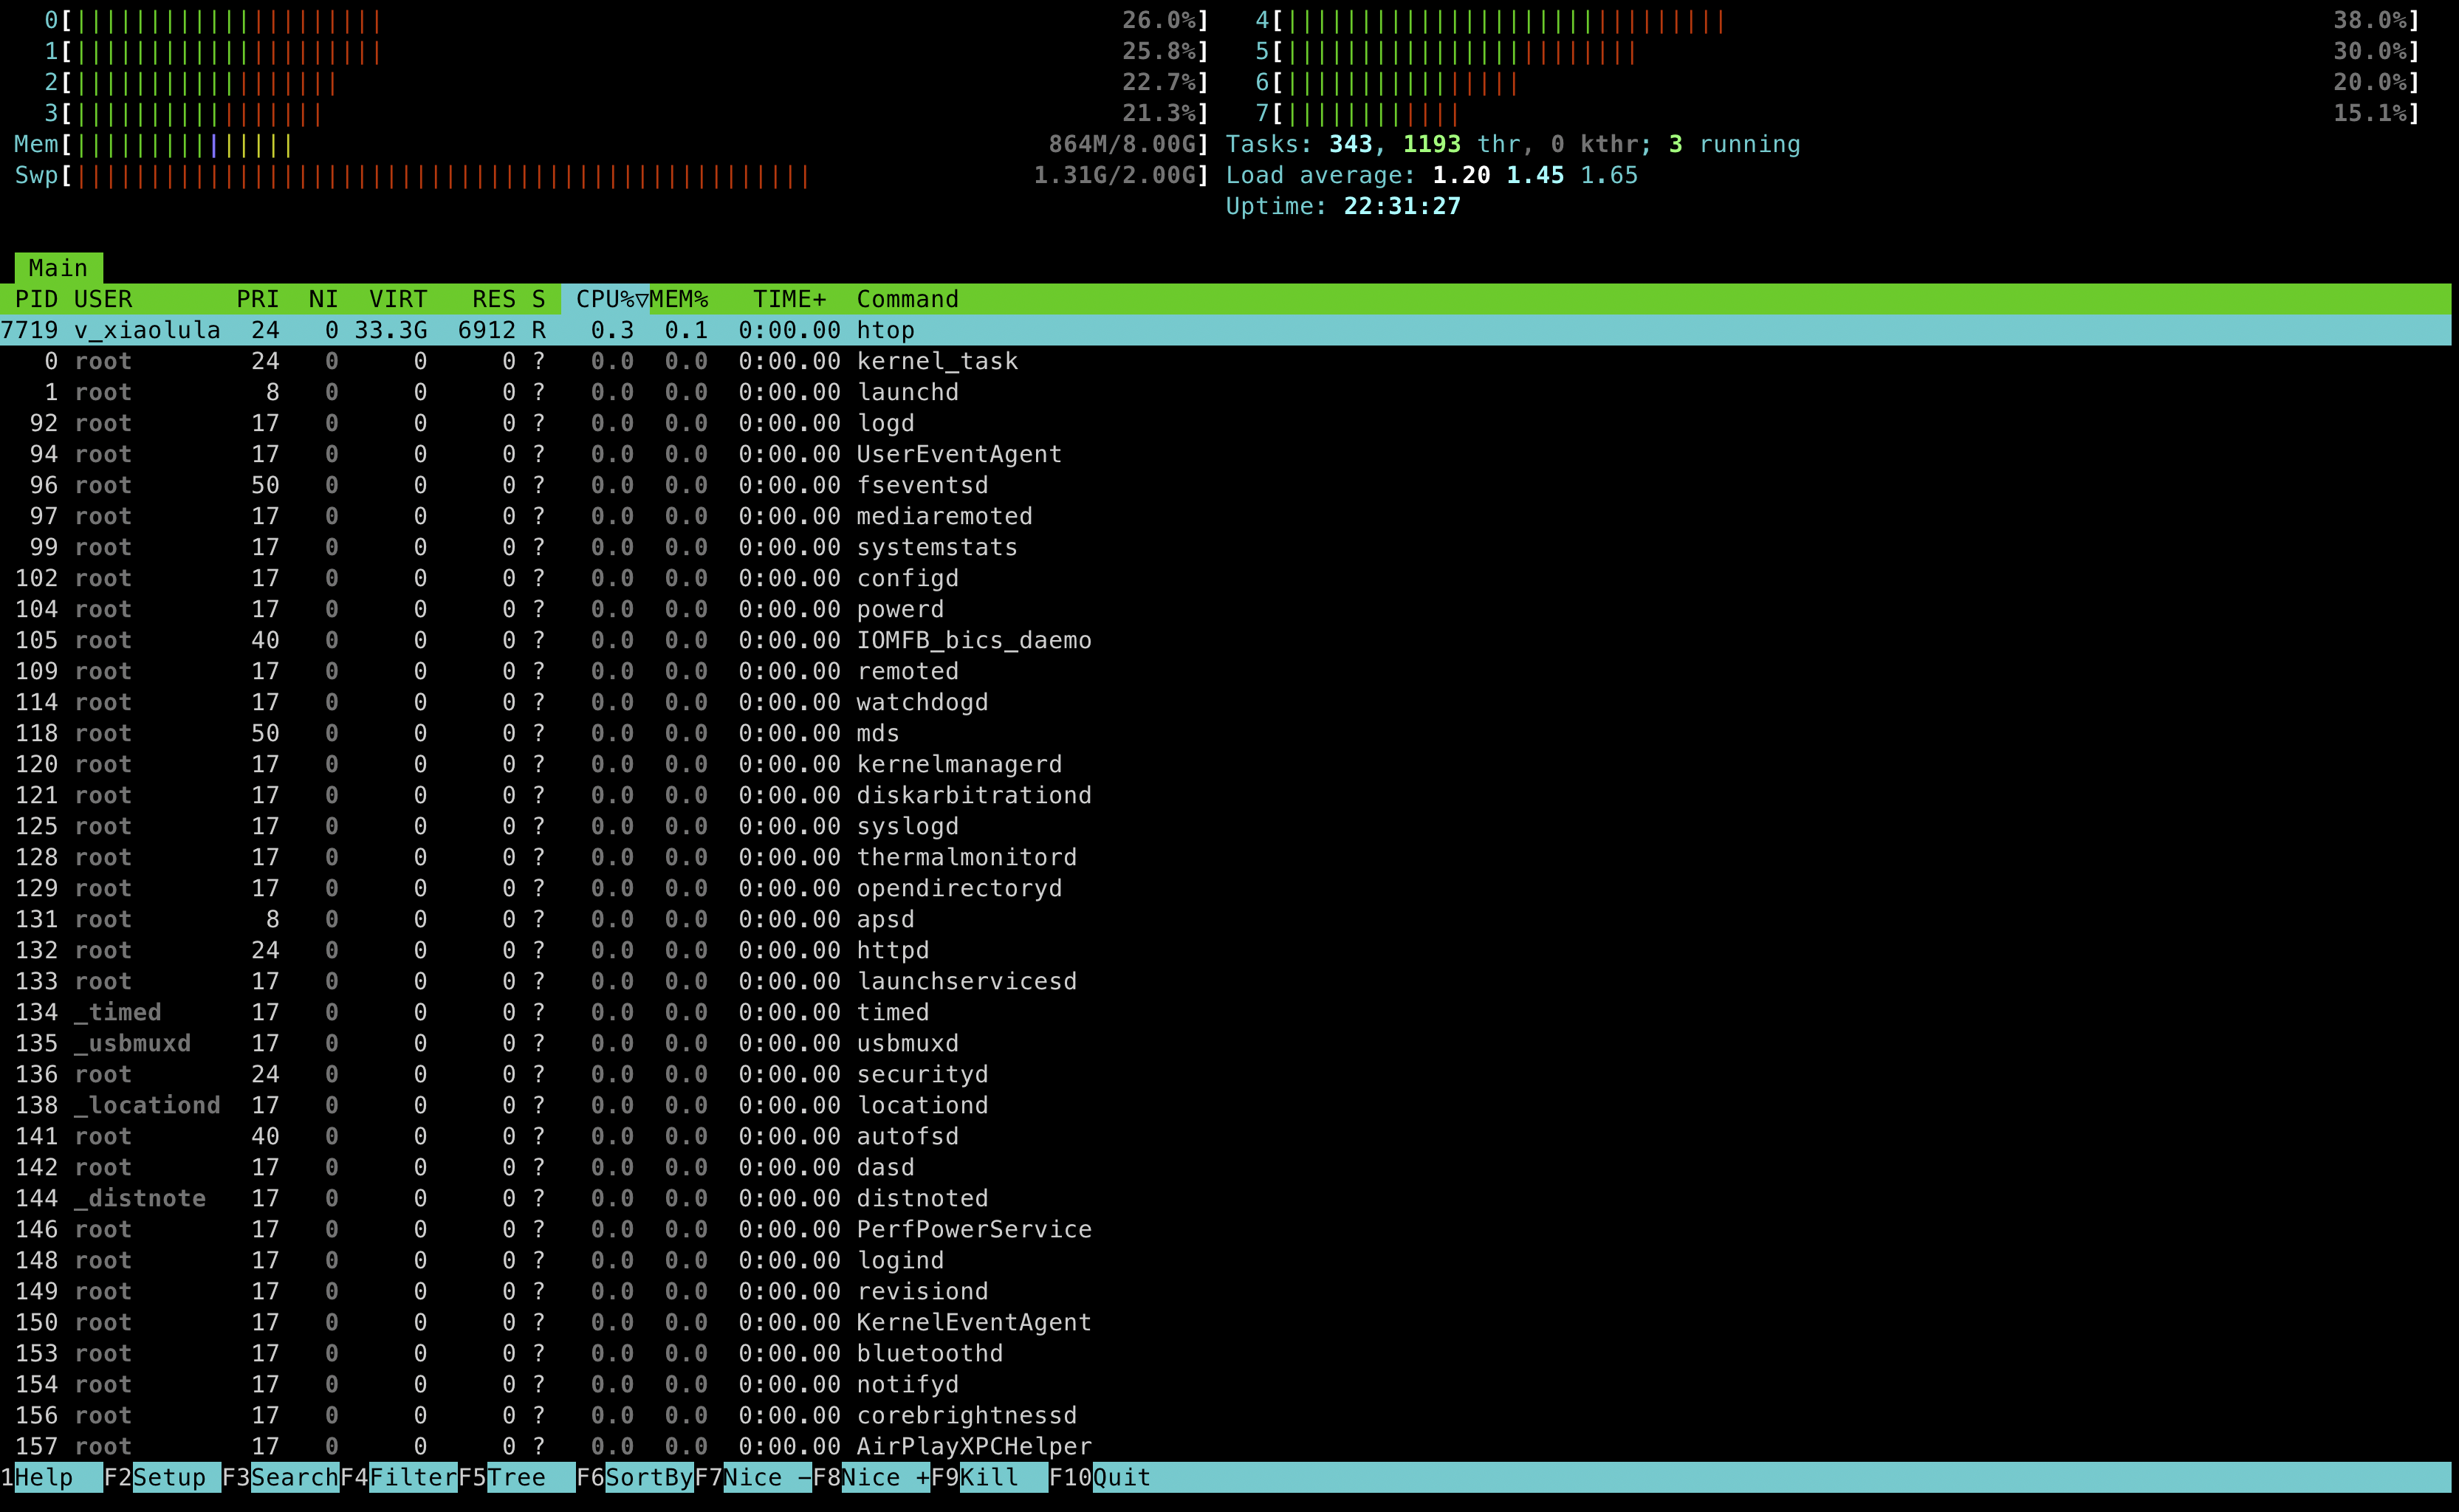 0[||||||||||||||||||||| 26.0%] 4[|||||||||||||||||||||||||||||| 38.0%]
1[||||||||||||||||||||| 25.8%] 5[|||||||||||||||||||||||| 30.0%]
2[|||||||||||||||||| 22.7%] 6[|||||||||||||||| 20.0%]
3[||||||||||||||||| 21.3%] 7[|||||||||||| 15.1%]
Mem[||||||||||||||| 864M/8.00G] Tasks: 343, 1193 thr, 0 kthr; 3 running
Swp[|||||||||||||||||||||||||||||||||||||||||||||||||| 1.31G/2.00G] Load average: 1.20 1.45 1.65
Uptime: 22:31:27
Main
PID USER PRI NI VIRT RES S CPU%▽MEM% TIME+ Command
7719 v_xiaolula 24 0 33.3G 6912 R 0.3 0.1 0:00.00 htop
0 root 24 0 0 0 ? 0.0 0.0 0:00.00 kernel_task
1 root 8 0 0 0 ? 0.0 0.0 0:00.00 launchd
92 root 17 0 0 0 ? 0.0 0.0 0:00.00 logd
94 root 17 0 0 0 ? 0.0 0.0 0:00.00 UserEventAgent
96 root 50 0 0 0 ? 0.0 0.0 0:00.00 fseventsd
97 root 17 0 0 0 ? 0.0 0.0 0:00.00 mediaremoted
99 root 17 0 0 0 ? 0.0 0.0 0:00.00 systemstats
102 root 17 0 0 0 ? 0.0 0.0 0:00.00 configd
104 root 17 0 0 0 ? 0.0 0.0 0:00.00 powerd
105 root 40 0 0 0 ? 0.0 0.0 0:00.00 IOMFB_bics_daemo
109 root 17 0 0 0 ? 0.0 0.0 0:00.00 remoted
114 root 17 0 0 0 ? 0.0 0.0 0:00.00 watchdogd
118 root 50 0 0 0 ? 0.0 0.0 0:00.00 mds
120 root 17 0 0 0 ? 0.0 0.0 0:00.00 kernelmanagerd
121 root 17 0 0 0 ? 0.0 0.0 0:00.00 diskarbitrationd
125 root 17 0 0 0 ? 0.0 0.0 0:00.00 syslogd
128 root 17 0 0 0 ? 0.0 0.0 0:00.00 thermalmonitord
129 root 17 0 0 0 ? 0.0 0.0 0:00.00 opendirectoryd
131 root 8 0 0 0 ? 0.0 0.0 0:00.00 apsd
132 root 24 0 0 0 ? 0.0 0.0 0:00.00 httpd
133 root 17 0 0 0 ? 0.0 0.0 0:00.00 launchservicesd
134 _timed 17 0 0 0 ? 0.0 0.0 0:00.00 timed
135 _usbmuxd 17 0 0 0 ? 0.0 0.0 0:00.00 usbmuxd
136 root 24 0 0 0 ? 0.0 0.0 0:00.00 securityd
138 _locationd 17 0 0 0 ? 0.0 0.0 0:00.00 locationd
141 root 40 0 0 0 ? 0.0 0.0 0:00.00 autofsd
142 root 17 0 0 0 ? 0.0 0.0 0:00.00 dasd
144 _distnote 17 0 0 0 ? 0.0 0.0 0:00.00 distnoted
146 root 17 0 0 0 ? 0.0 0.0 0:00.00 PerfPowerService
148 root 17 0 0 0 ? 0.0 0.0 0:00.00 logind
149 root 17 0 0 0 ? 0.0 0.0 0:00.00 revisiond
150 root 17 0 0 0 ? 0.0 0.0 0:00.00 KernelEventAgent
153 root 17 0 0 0 ? 0.0 0.0 0:00.00 bluetoothd
154 root 17 0 0 0 ? 0.0 0.0 0:00.00 notifyd
156 root 17 0 0 0 ? 0.0 0.0 0:00.00 corebrightnessd
157 root 17 0 0 0 ? 0.0 0.0 0:00.00 AirPlayXPCHelper
1Help F2Setup F3SearchF4FilterF5Tree F6SortByF7Nice -F8Nice +F9Kill F10Quit